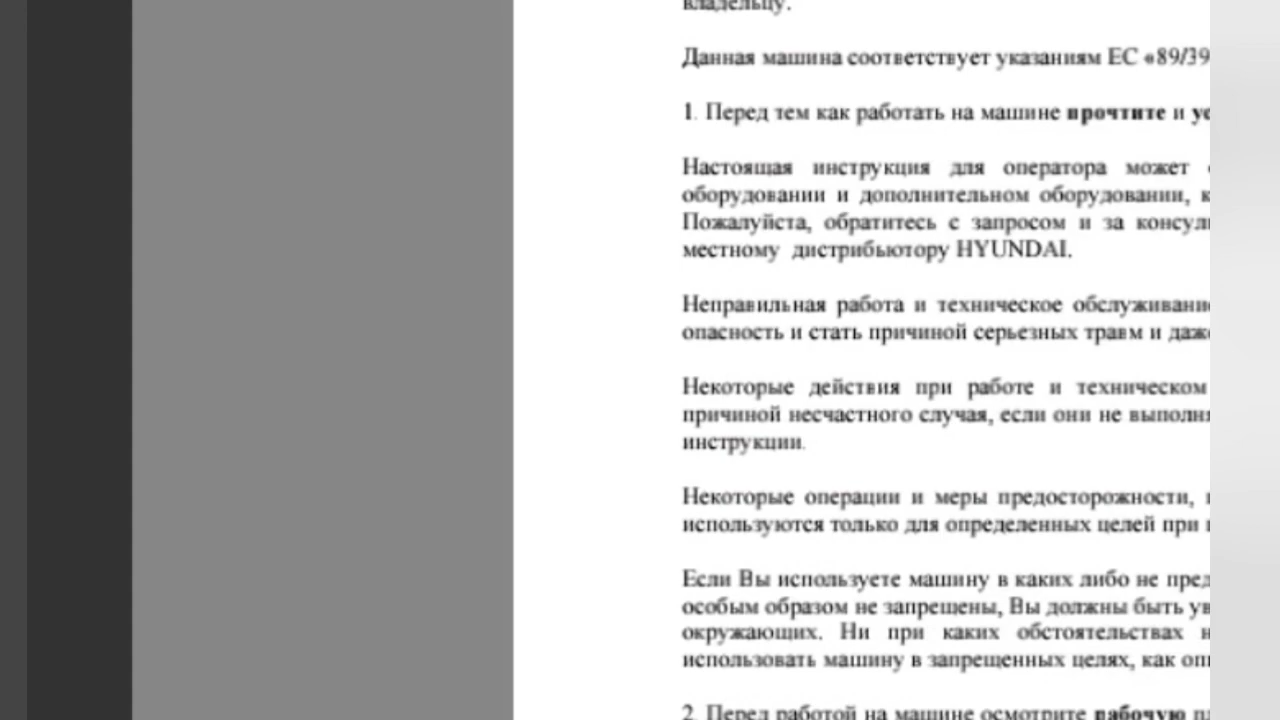 владельцу.
Данная машина соответствует указаниям ЕС «89/39
1. Перед тем как работать на машине прочтите и
Настоящая инструкция для оператора может
оборудовании и дополнительном оборудовании,
Пожалуйста, обратитесь с запросом и за
местному дистрибьютору HYUNDAI.
Неправильная работа и техническое
опасность и стать причиной серьезных травм и
Некоторые действия при работе и техническом
причиной несчастного случая, если они не
инструкции.
Некоторые операции и меры предосторожности,
используются только для определенных целей при
Если Вы используете машину в каких либо не
особым образом не запрещены, Вы должны быть
окружающих. Ни при каких обстоятельствах
использовать машину в запрещенных целях, как
2. Перед работой на машине осмотрите рабочую